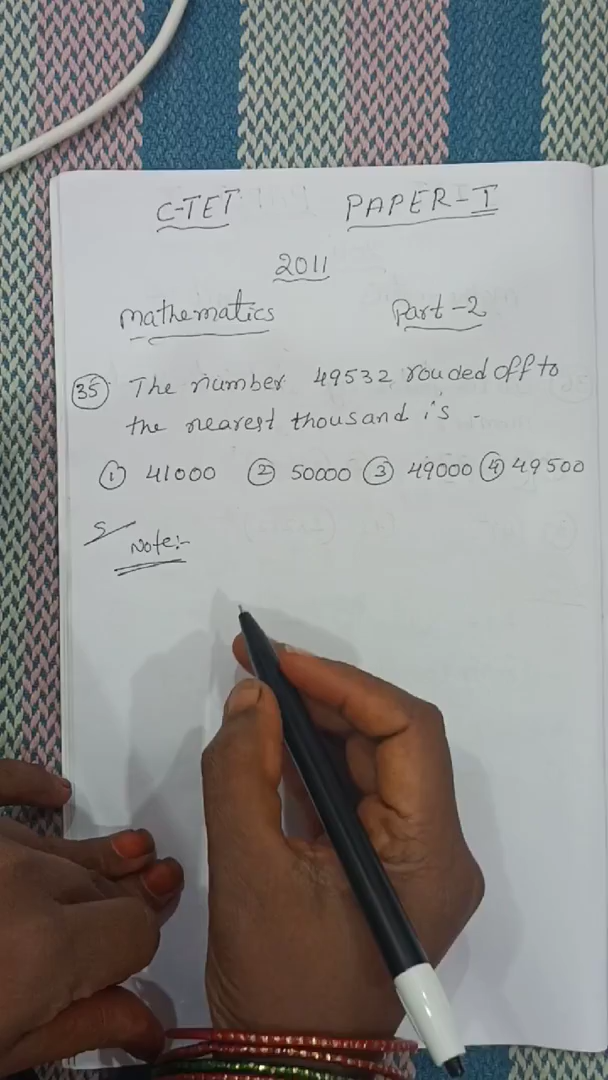 C-TET PAPER-I
2011
Mathematics Part-2
35 The number 49532 rouded off to
the nearest thousand is -
1 41000 2 50000 3 49000 4 49500
S
Note:-